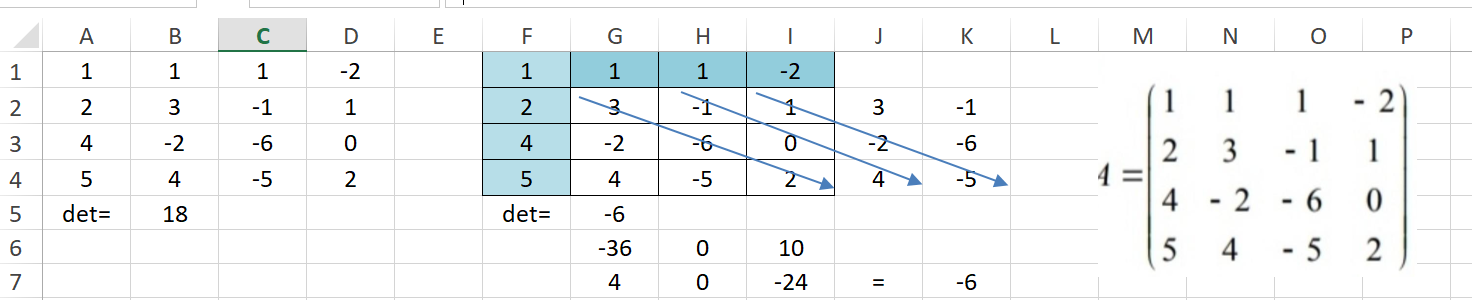 A B C D E F G H I J K L M N O P
1 1 1 1 -2 1 1 1 -2
2 2 3 -1 1 2 3 -1 1 3 -1
3 4 -2 -6 0 4 -2 -6 0 -2 -6
4 5 4 -5 2 5 4 -5 2 4 -5
5 det= 18 det= -6
6 -36 0 10
7 4 0 -24 = -6
1 1 1 - 2
2 3 - 1 1
A =
4 - 2 - 6 0
5 4 - 5 2